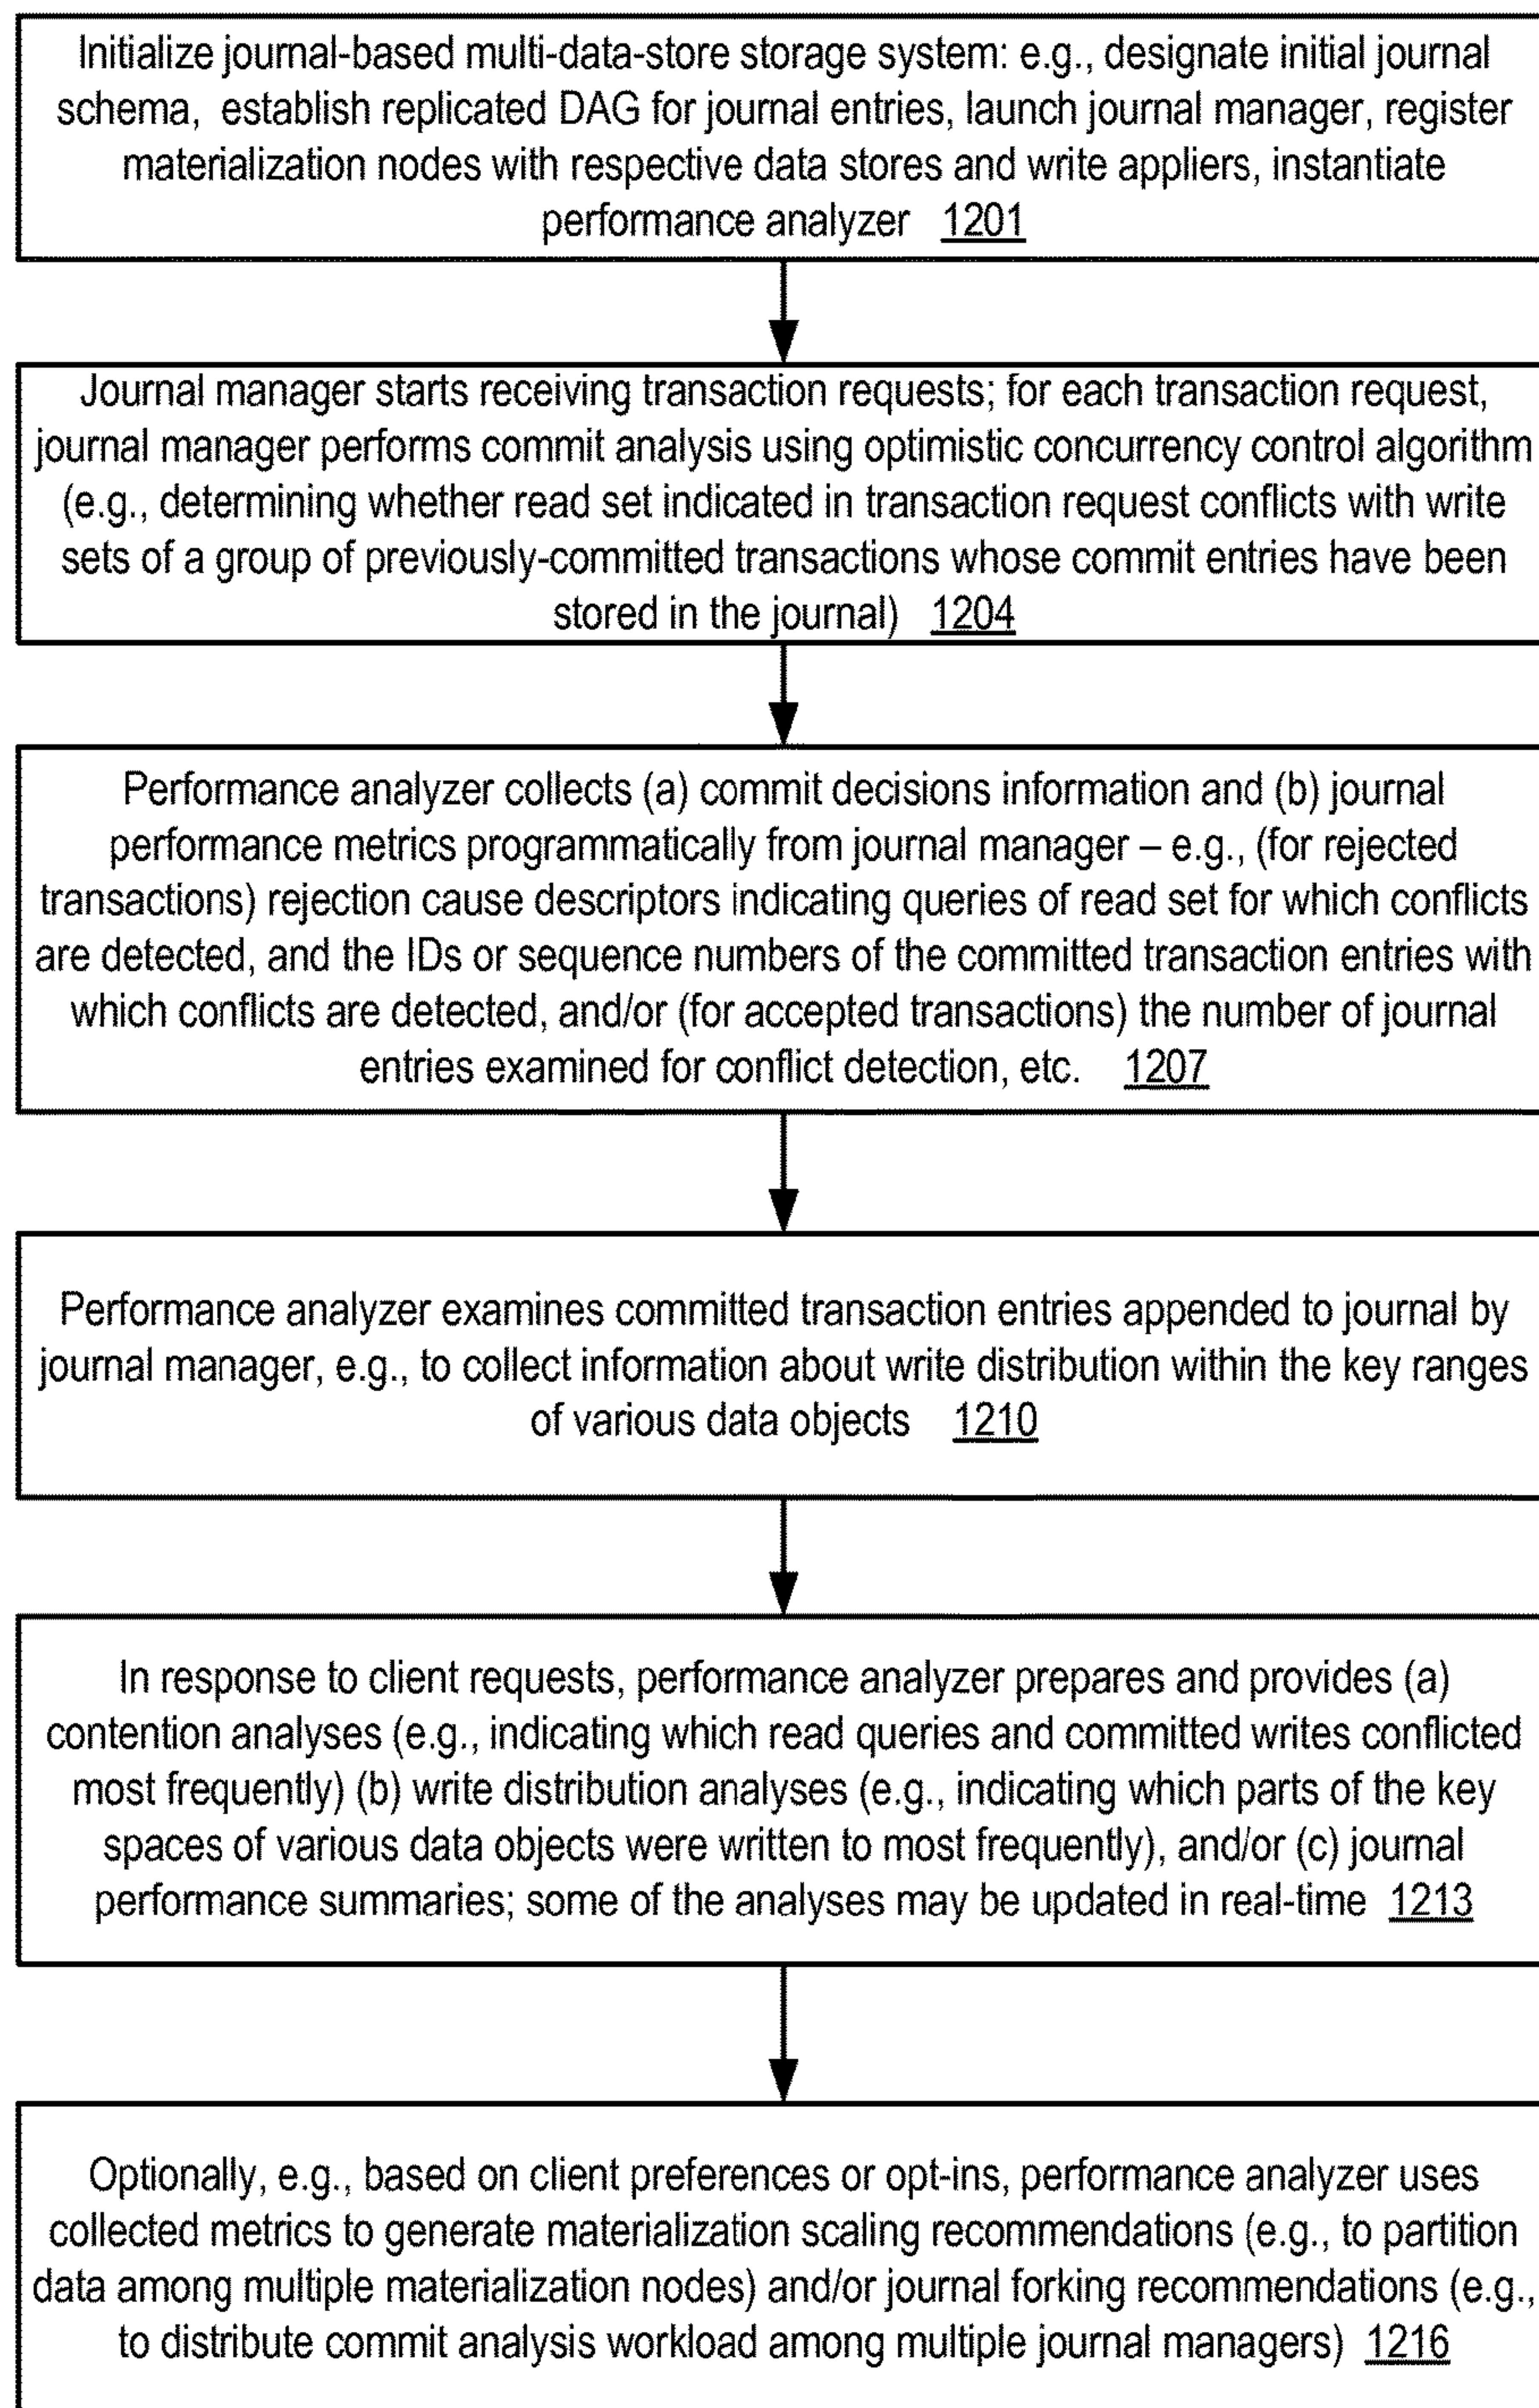 Initialize journal-based multi-data-store storage system: e.g., designate initial journal
schema, establish replicated DAG for journal entries, launch journal manager, register
materialization nodes with respective data stores and write appliers, instantiate
performance analyzer 1201
Journal manager starts receiving transaction requests; for each transaction request,
journal manager performs commit analysis using optimistic concurrency control algorithm
(e.g., determining whether read set indicated in transaction request conflicts with write
sets of a group of previously-committed transactions whose commit entries have been
stored in the journal) 1204
Performance analyzer collects (a) commit decisions information and (b) journal
performance metrics programmatically from journal manager – e.g., (for rejected
transactions) rejection cause descriptors indicating queries of read set for which conflicts
are detected, and the IDs or sequence numbers of the committed transaction entries with
which conflicts are detected, and/or (for accepted transactions) the number of journal
entries examined for conflict detection, etc. 1207
Performance analyzer examines committed transaction entries appended to journal by
journal manager, e.g., to collect information about write distribution within the key ranges
of various data objects 1210
In response to client requests, performance analyzer prepares and provides (a)
contention analyses (e.g., indicating which read queries and committed writes conflicted
most frequently) (b) write distribution analyses (e.g., indicating which parts of the key
spaces of various data objects were written to most frequently), and/or (c) journal
performance summaries; some of the analyses may be updated in real-time 1213
Optionally, e.g., based on client preferences or opt-ins, performance analyzer uses
collected metrics to generate materialization scaling recommendations (e.g., to partition
data among multiple materialization nodes) and/or journal forking recommendations (e.g.,
to distribute commit analysis workload among multiple journal managers) 1216